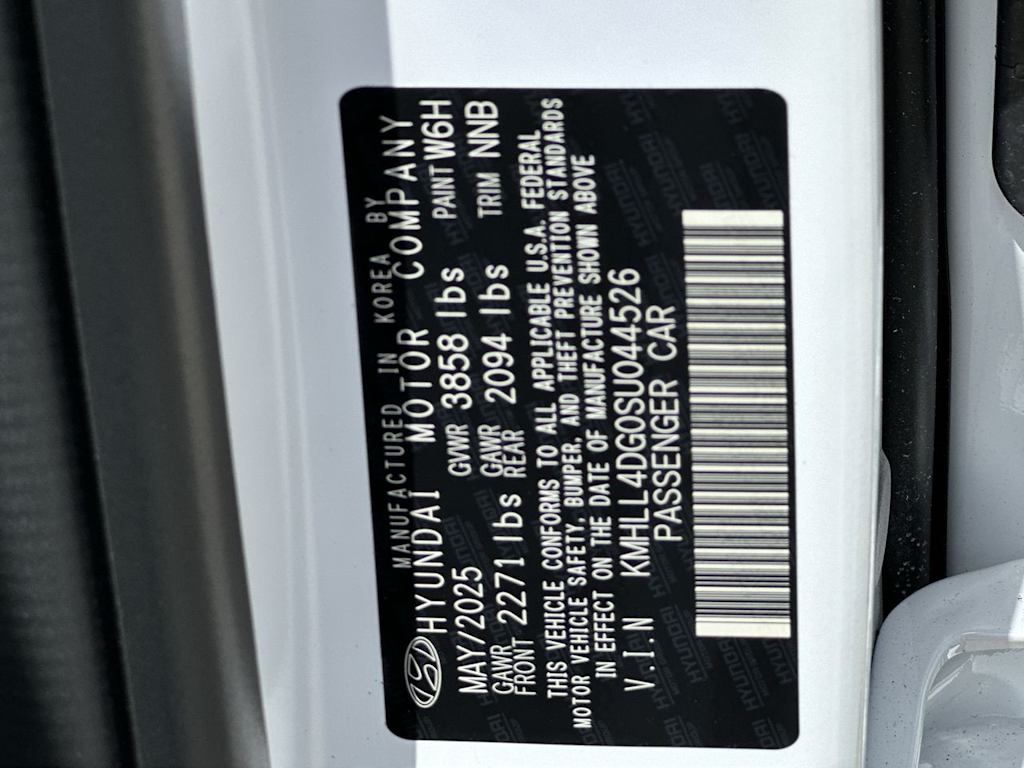 MANUFACTURED IN KOREA BY
HYUNDAI MOTOR COMPANY
MAY/2025 GVWR 3858 lbs PAINT W6H
GAWR FRONT 2271 lbs GAWR REAR 2094 lbs TRIM NNB
THIS VEHICLE CONFORMS TO ALL APPLICABLE U.S.A. FEDERAL
MOTOR VEHICLE SAFETY, BUMPER, AND THEFT PREVENTION STANDARDS
IN EFFECT ON THE DATE OF MANUFACTURE SHOWN ABOVE
V.I.N KMHLL4DG0SU044526
PASSENGER CAR